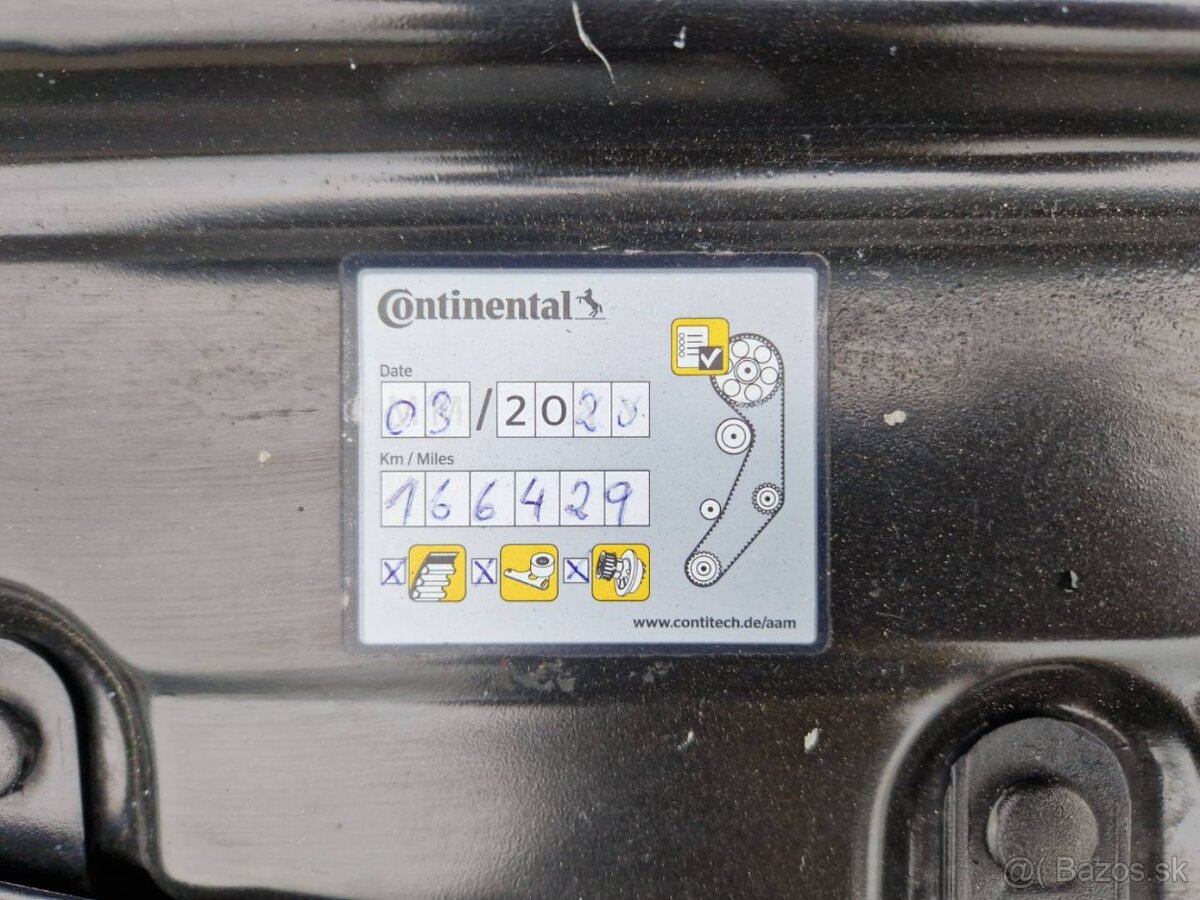 Continental
Date
03/2020
Km / Miles
166429
www.contitech.de/aam
@( Bazos.sk